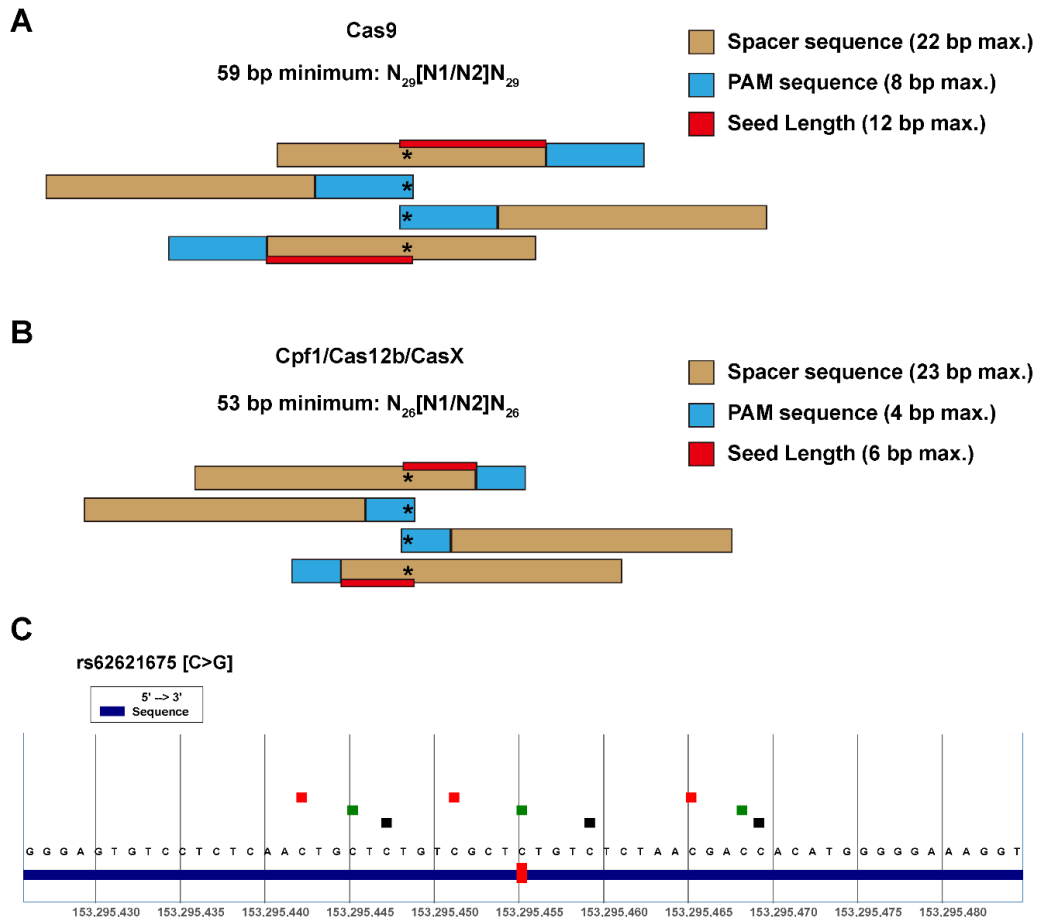 A
Cas9
59 bp minimum: N₂₉[N1/N2]N₂₉
Spacer sequence (22 bp max.)
PAM sequence (8 bp max.)
Seed Length (12 bp max.)
*
*
*
*
B
Cpf1/Cas12b/CasX
53 bp minimum: N₂₆[N1/N2]N₂₆
Spacer sequence (23 bp max.)
PAM sequence (4 bp max.)
Seed Length (6 bp max.)
*
*
*
*
C
rs62621675 [C>G]
5' --> 3'
Sequence
G G G A G T G T C C T C T C A A C T G C T C T G T C G C T C T G T C T C T A A C G A C C A C A T G G G G G A A A G G T
153,295,430 153,295,435 153,295,440 153,295,445 153,295,450 153,295,455 153,295,460 153,295,465 153,295,470 153,295,475 153,295,480